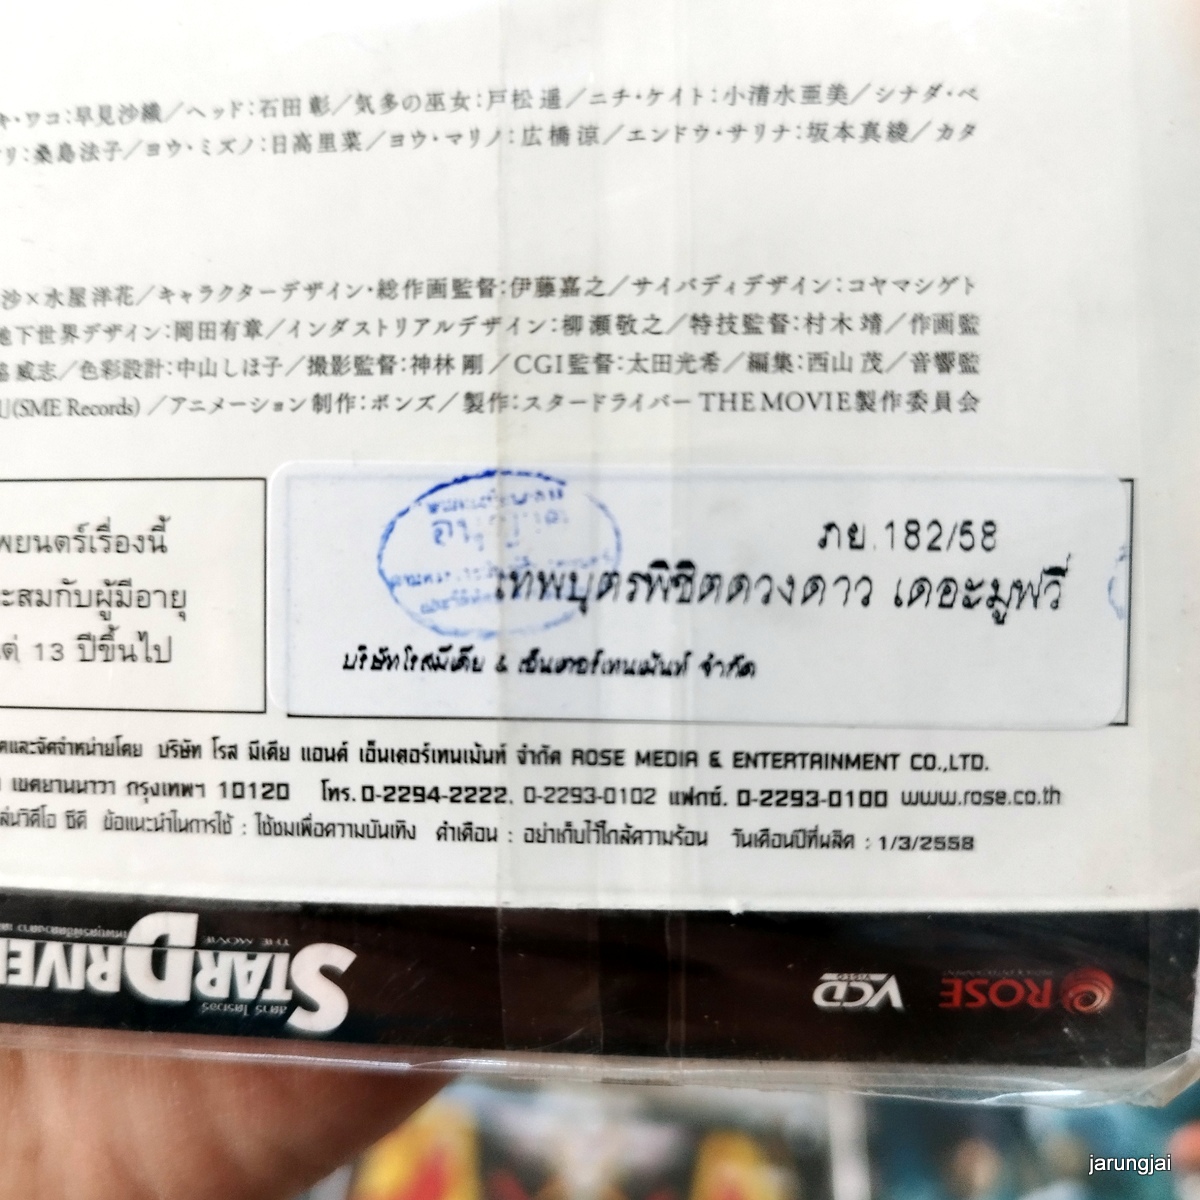 キ・ワコ:早見沙織／ヘッド:石田 彰／気多の巫女:戸松 遥／ニチ・ケイト:小清水亜美／シナダ・ベ
リ:桑島法子／ヨウ・ミズノ:日高里菜／ヨウ・マリノ:広橋 涼／エンドウ・サリナ:坂本真綾／カタ
沙×水屋洋花／キャラクターデザイン・総作画監督:伊藤嘉之／サイバディデザイン:コヤマシゲト
地下世界デザイン:岡田有章／インダストリアルデザイン:柳瀬敬之／特技監督:村木 靖／作画監
脇 威志／色彩設計:中山しほ子／撮影監督:神林 剛／CGI監督:太田光希／編集:西山 茂／音響監
(SME Records)／アニメーション制作:ボンズ／製作:スタードライバー THE MOVIE製作委員会
พยนตร์เรื่องนี้
ะสมกับผู้มีอายุ
13 ปีขึ้นไป
ภย.182/58
เทพบุตรพิชิตดวงดาว เดอะมูฟวี่
บริษัทโรสมีเดีย & เอ็นเตอร์เทนเม้นท์ จำกัด
และจัดจำหน่ายโดย บริษัท โรส มีเดีย แอนด์ เอ็นเตอร์เทนเม้นท์ จำกัด ROSE MEDIA & ENTERTAINMENT CO.,LTD.
เขตยานนาวา กรุงเทพฯ 10120 โทร. 0-2294-2222, 0-2293-0102 แฟกซ์. 0-2293-0100 www.rose.co.th
ล่นวิดีโอ ซีดี ข้อแนะนำในการใช้ : ใช้ชมเพื่อความบันเทิง คำเตือน : อย่าเก็บไว้ใกล้ความร้อน วันเดือนปีที่ผลิต : 1/3/2558
ROSE
VCD
VIDEO
สตาร์ ไดรเวอร์
STAR DRIVER
THE MOVIE
jarungjai